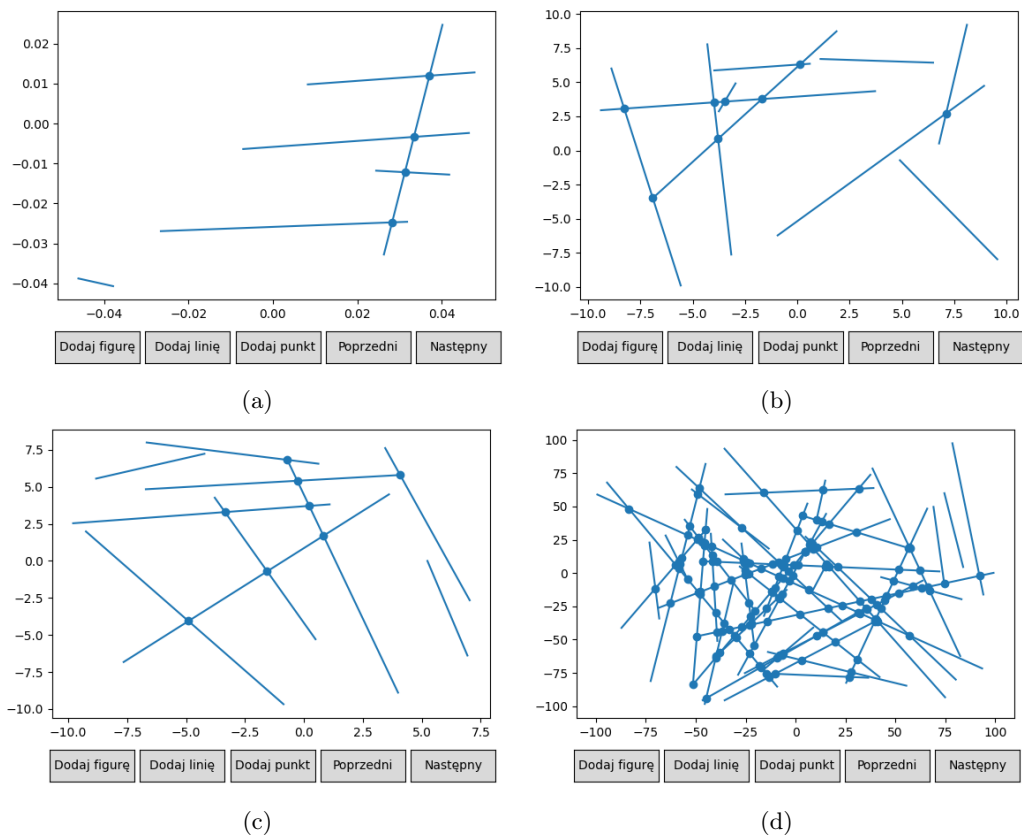 0.02
0.01
0.00
−0.01
−0.02
−0.03
−0.04
−0.04 −0.02 0.00 0.02 0.04
Dodaj figurę Dodaj linię Dodaj punkt Poprzedni Następny
(a)
10.0
7.5
5.0
2.5
0.0
−2.5
−5.0
−7.5
−10.0
−10.0 −7.5 −5.0 −2.5 0.0 2.5 5.0 7.5 10.0
Dodaj figurę Dodaj linię Dodaj punkt Poprzedni Następny
(b)
7.5
5.0
2.5
0.0
−2.5
−5.0
−7.5
−10.0
−10.0 −7.5 −5.0 −2.5 0.0 2.5 5.0 7.5
Dodaj figurę Dodaj linię Dodaj punkt Poprzedni Następny
(c)
100
75
50
25
0
−25
−50
−75
−100
−100 −75 −50 −25 0 25 50 75 100
Dodaj figurę Dodaj linię Dodaj punkt Poprzedni Następny
(d)